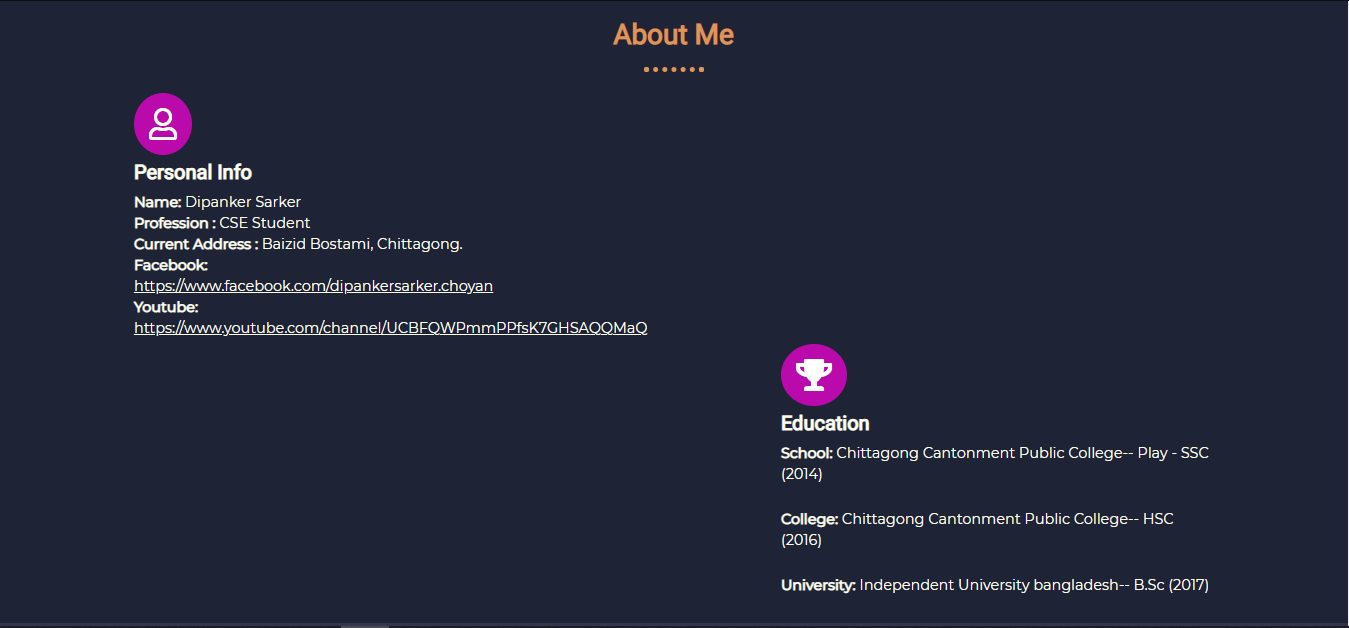 About Me
Personal Info
Name: Dipanker Sarker
Profession : CSE Student
Current Address : Baizid Bostami, Chittagong.
Facebook:
https://www.facebook.com/dipankersarker.choyan
Youtube:
https://www.youtube.com/channel/UCBFQWPmmPPfsK7GHSAQQMaQ
Education
School: Chittagong Cantonment Public College-- Play - SSC
(2014)
College: Chittagong Cantonment Public College-- HSC
(2016)
University: Independent University bangladesh-- B.Sc (2017)